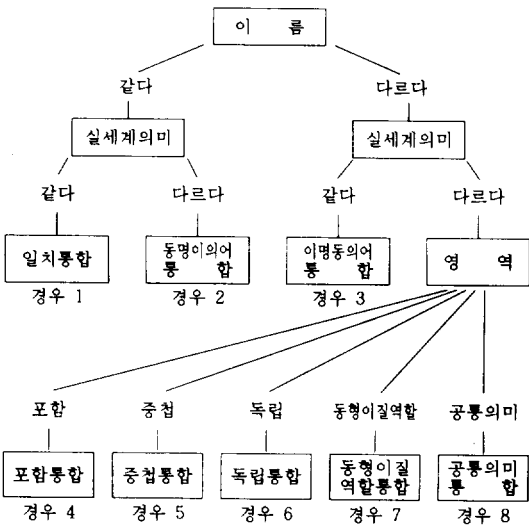 이 름
같다 다르다
실세계의미 실세계의미
같다 다르다 같다 다르다
일치통합 동명이의어 통 합 이명동의어 통 합 영 역
경우 1 경우 2 경우 3
포함 중첩 독립 동형이질역할 공통의미
포함통합 중첩통합 독립통합 동형이질 역할통합 공통의미 통 합
경우 4 경우 5 경우 6 경우 7 경우 8